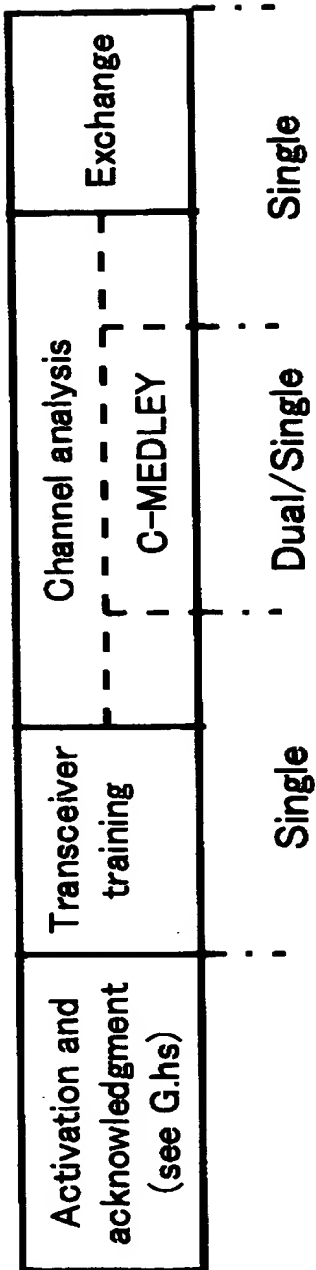 Activation and
acknowledgment
(see G.hs)
Transceiver
training
Channel analysis
C-MEDLEY
Exchange
Single
Dual/Single
Single